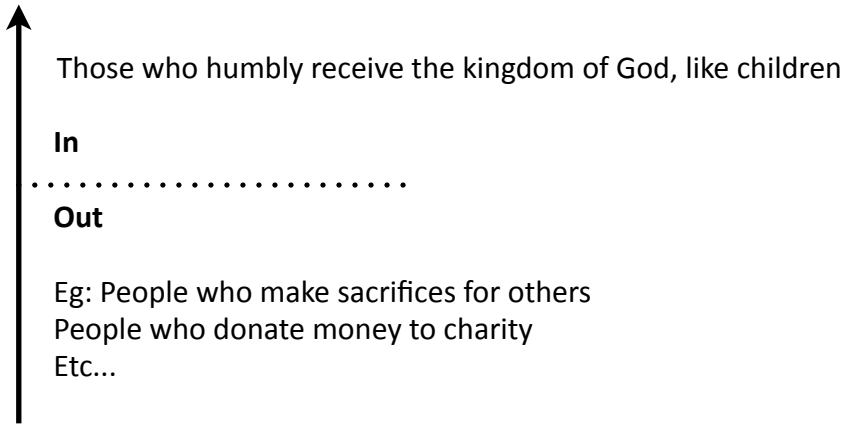 Those who humbly receive the kingdom of God, like children
In
Out
Eg: People who make sacrifices for others
People who donate money to charity
Etc...